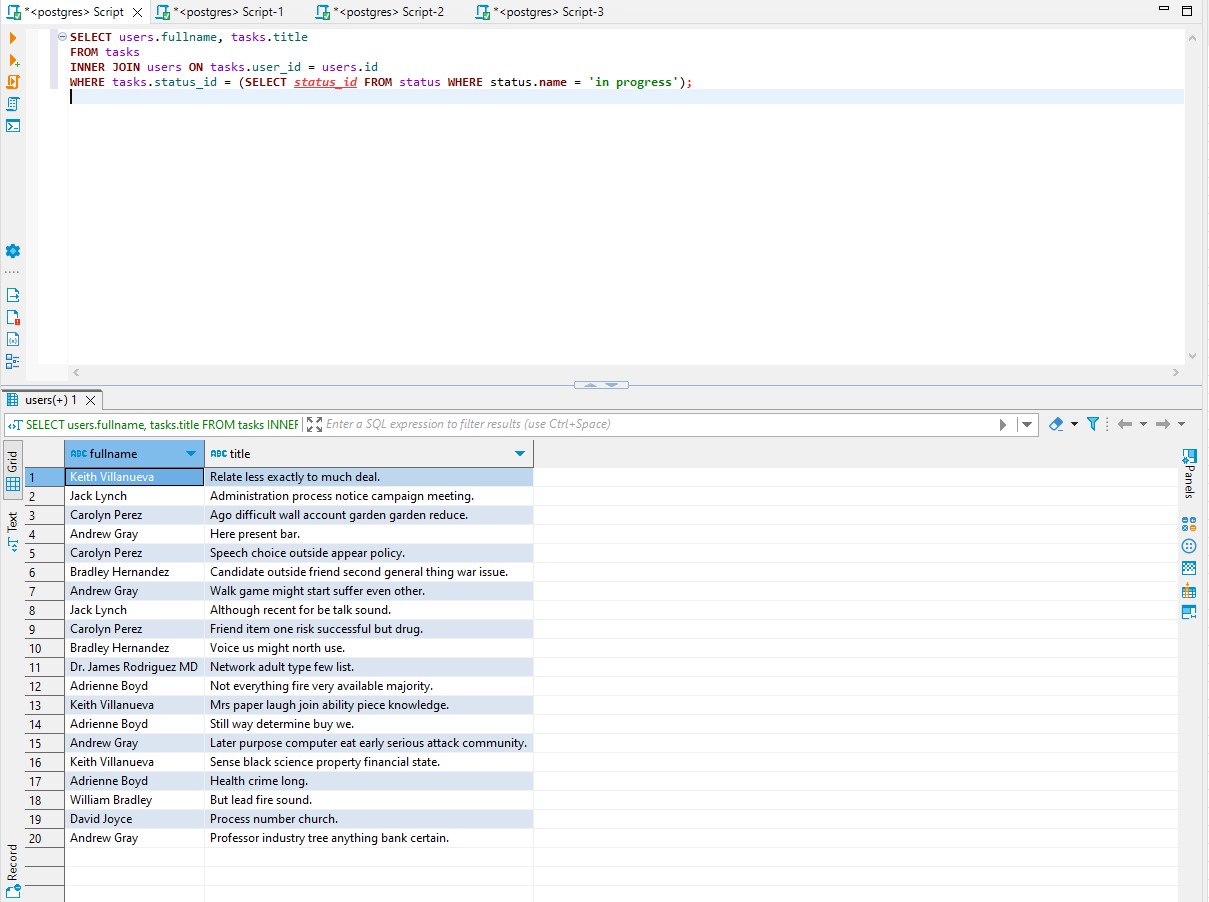 *<postgres> Script
*<postgres> Script-1
*<postgres> Script-2
*<postgres> Script-3
SELECT users.fullname, tasks.title
FROM tasks
INNER JOIN users ON tasks.user_id = users.id
WHERE tasks.status_id = (SELECT status_id FROM status WHERE status.name = 'in progress');
users(+) 1
SELECT users.fullname, tasks.title FROM tasks INNER
Enter a SQL expression to filter results (use Ctrl+Space)
Grid
Text
Record
Panels
ABC fullname ABC title
1 Keith Villanueva Relate less exactly to much deal.
2 Jack Lynch Administration process notice campaign meeting.
3 Carolyn Perez Ago difficult wall account garden garden reduce.
4 Andrew Gray Here present bar.
5 Carolyn Perez Speech choice outside appear policy.
6 Bradley Hernandez Candidate outside friend second general thing war issue.
7 Andrew Gray Walk game might start suffer even other.
8 Jack Lynch Although recent for be talk sound.
9 Carolyn Perez Friend item one risk successful but drug.
10 Bradley Hernandez Voice us might north use.
11 Dr. James Rodriguez MD Network adult type few list.
12 Adrienne Boyd Not everything fire very available majority.
13 Keith Villanueva Mrs paper laugh join ability piece knowledge.
14 Adrienne Boyd Still way determine buy we.
15 Andrew Gray Later purpose computer eat early serious attack community.
16 Keith Villanueva Sense black science property financial state.
17 Adrienne Boyd Health crime long.
18 William Bradley But lead fire sound.
19 David Joyce Process number church.
20 Andrew Gray Professor industry tree anything bank certain.